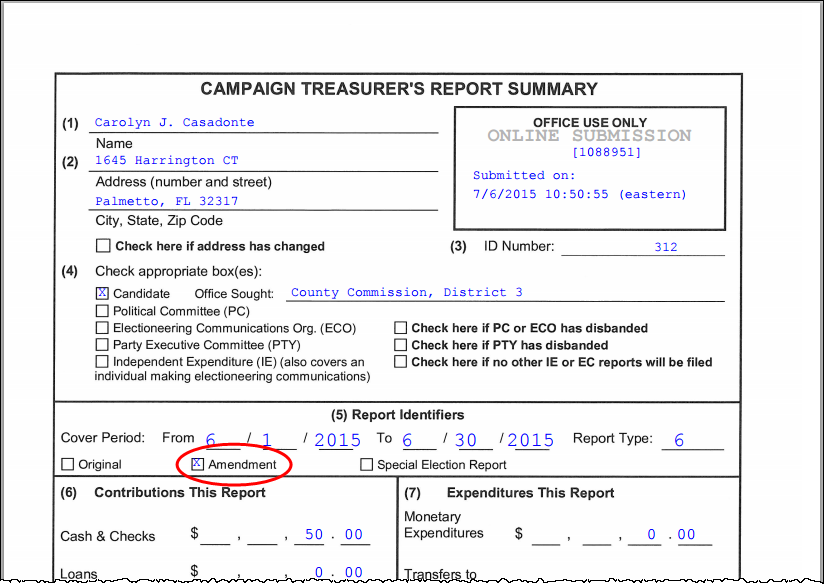 CAMPAIGN TREASURER'S REPORT SUMMARY
(1) Carolyn J. Casadonte
Name
(2) 1645 Harrington CT
Address (number and street)
Palmetto, FL 32317
City, State, Zip Code
OFFICE USE ONLY
ONLINE SUBMISSION
[1088951]
Submitted on:
7/6/2015 10:50:55 (eastern)
Check here if address has changed
(3) ID Number: 312
(4) Check appropriate box(es):
X Candidate Office Sought: County Commission, District 3
Political Committee (PC)
Electioneering Communications Org. (ECO) Check here if PC or ECO has disbanded
Party Executive Committee (PTY) Check here if PTY has disbanded
Independent Expenditure (IE) (also covers an Check here if no other IE or EC reports will be filed
individual making electioneering communications)
(5) Report Identifiers
Cover Period: From 6 / 1 / 2015 To 6 / 30 / 2015 Report Type: 6
Original X Amendment Special Election Report
(6) Contributions This Report
Cash & Checks $ , , 50 . 00
Loans $ , , 0 . 00
(7) Expenditures This Report
Monetary
Expenditures $ , , 0 . 00
Transfers to